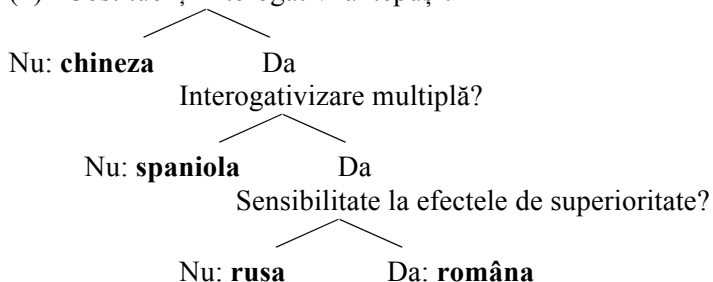 Nu: chineza Da
Interogativizare multiplă?
Nu: spaniola Da
Sensibilitate la efectele de superioritate?
Nu: rusa Da: româna